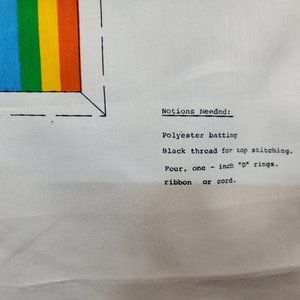 Notions Needed:
Polyester batting
Black thread for top stitching.
Four, one - inch "D" rings.
ribbon or cord.